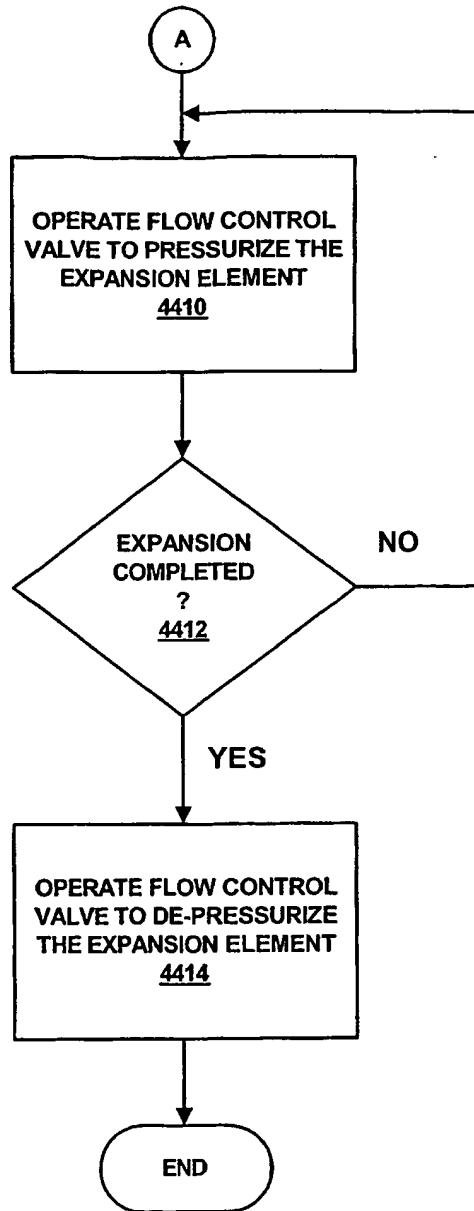 A
OPERATE FLOW CONTROL
VALVE TO PRESSURIZE THE
EXPANSION ELEMENT
4410
EXPANSION
COMPLETED
?
4412
NO
YES
OPERATE FLOW CONTROL
VALVE TO DE-PRESSURIZE
THE EXPANSION ELEMENT
4414
END